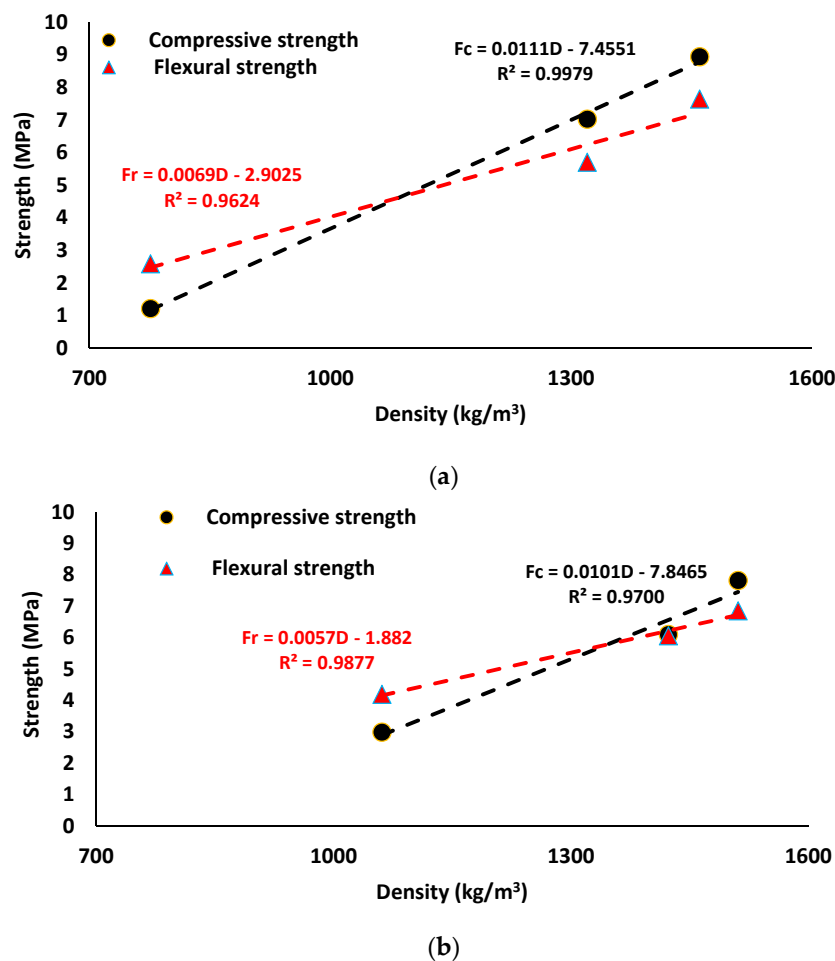 10
9
8
7
6
5
4
3
2
1
0
Strength (MPa)
Compressive strength
Flexural strength
Fc = 0.0111D - 7.4551
R² = 0.9979
Fr = 0.0069D - 2.9025
R² = 0.9624
700 1000 1300 1600
Density (kg/m³)
(a)
10
9
8
7
6
5
4
3
2
1
0
Strength (MPa)
Compressive strength
Flexural strength
Fc = 0.0101D - 7.8465
R² = 0.9700
Fr = 0.0057D - 1.882
R² = 0.9877
700 1000 1300 1600
Density (kg/m³)
(b)